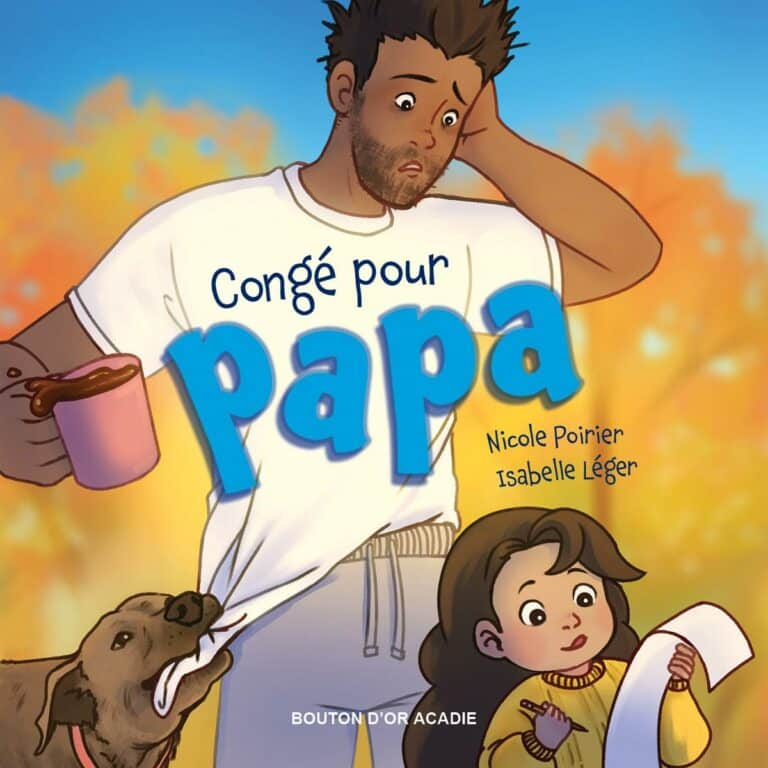 Congé pour
papa
Nicole Poirier
Isabelle Léger
BOUTON D'OR ACADIE